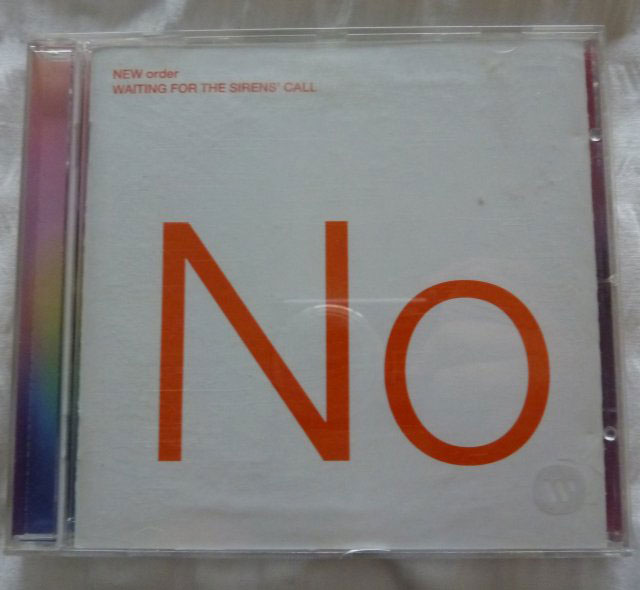 NEW order
WAITING FOR THE SIRENS' CALL
No